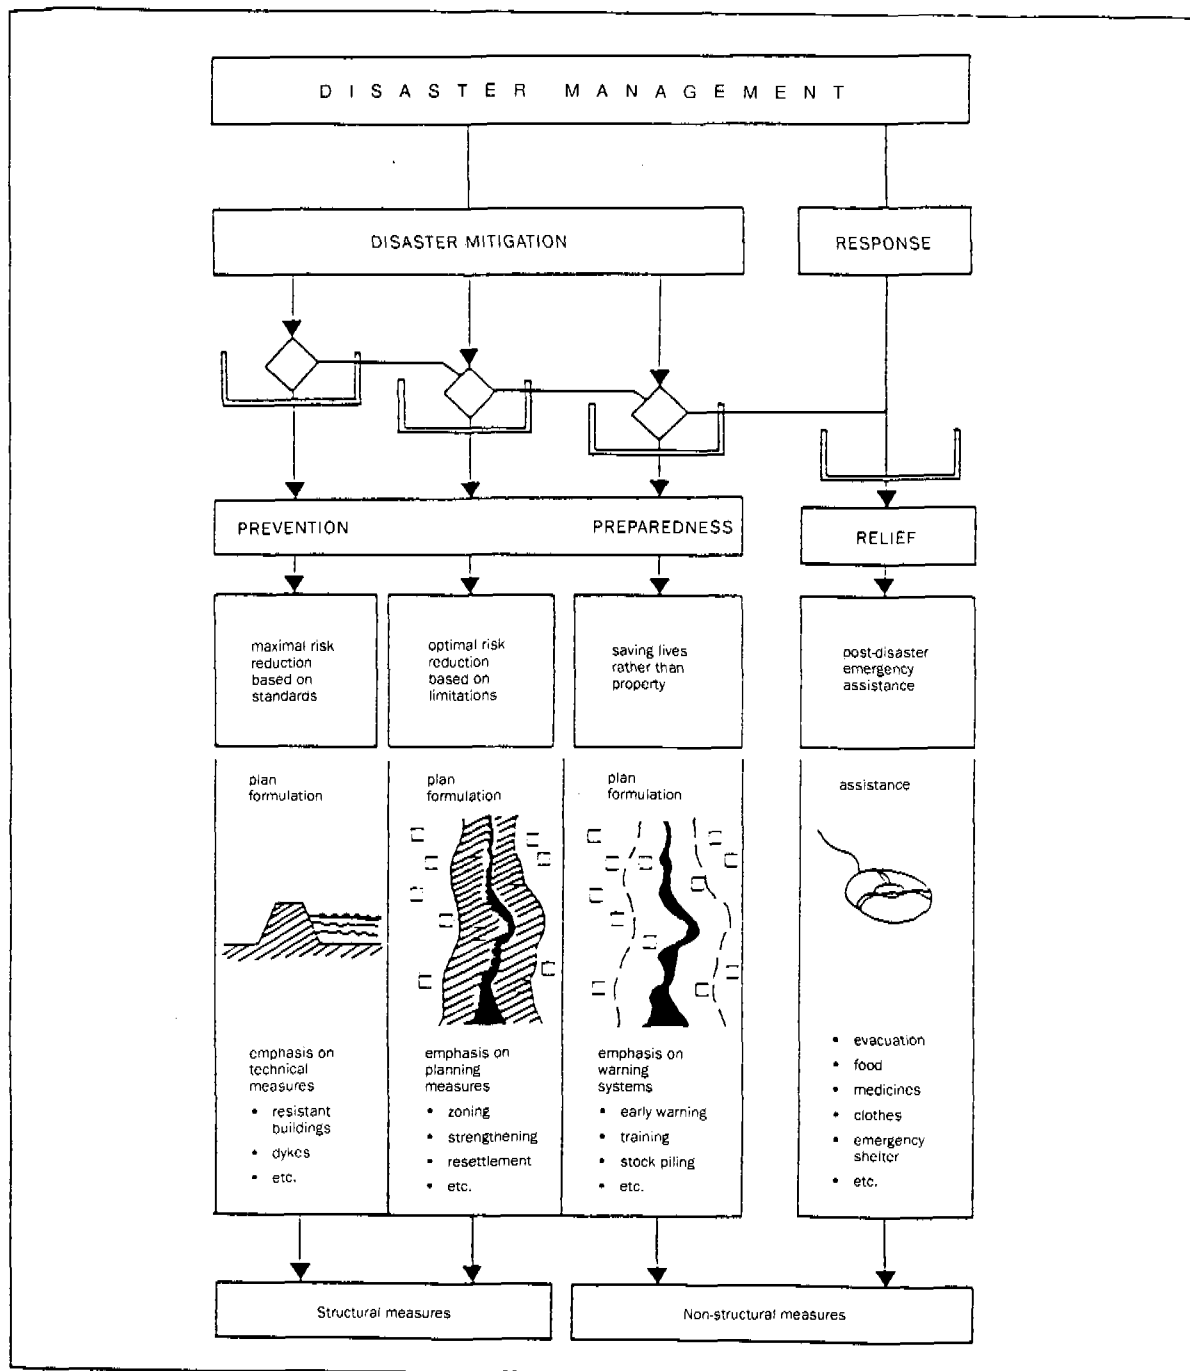 DISASTER MANAGEMENT
DISASTER MITIGATION
RESPONSE
PREVENTION
PREPAREDNESS
RELIEF
maximal risk
reduction
based on
standards
optimal risk
reduction
based on
limitations
saving lives
rather than
property
post-disaster
emergency
assistance
plan
formulation
plan
formulation
plan
formulation
assistance
emphasis on
technical
measures
• resistant
buildings
• dykes
• etc.
emphasis on
planning
measures
• zoning
• strengthening
• resettlement
• etc.
emphasis on
warning
systems
• early warning
• training
• stock piling
• etc.
• evacuation
• food
• medicines
• clothes
• emergency
shelter
• etc.
Structural measures
Non-structural measures